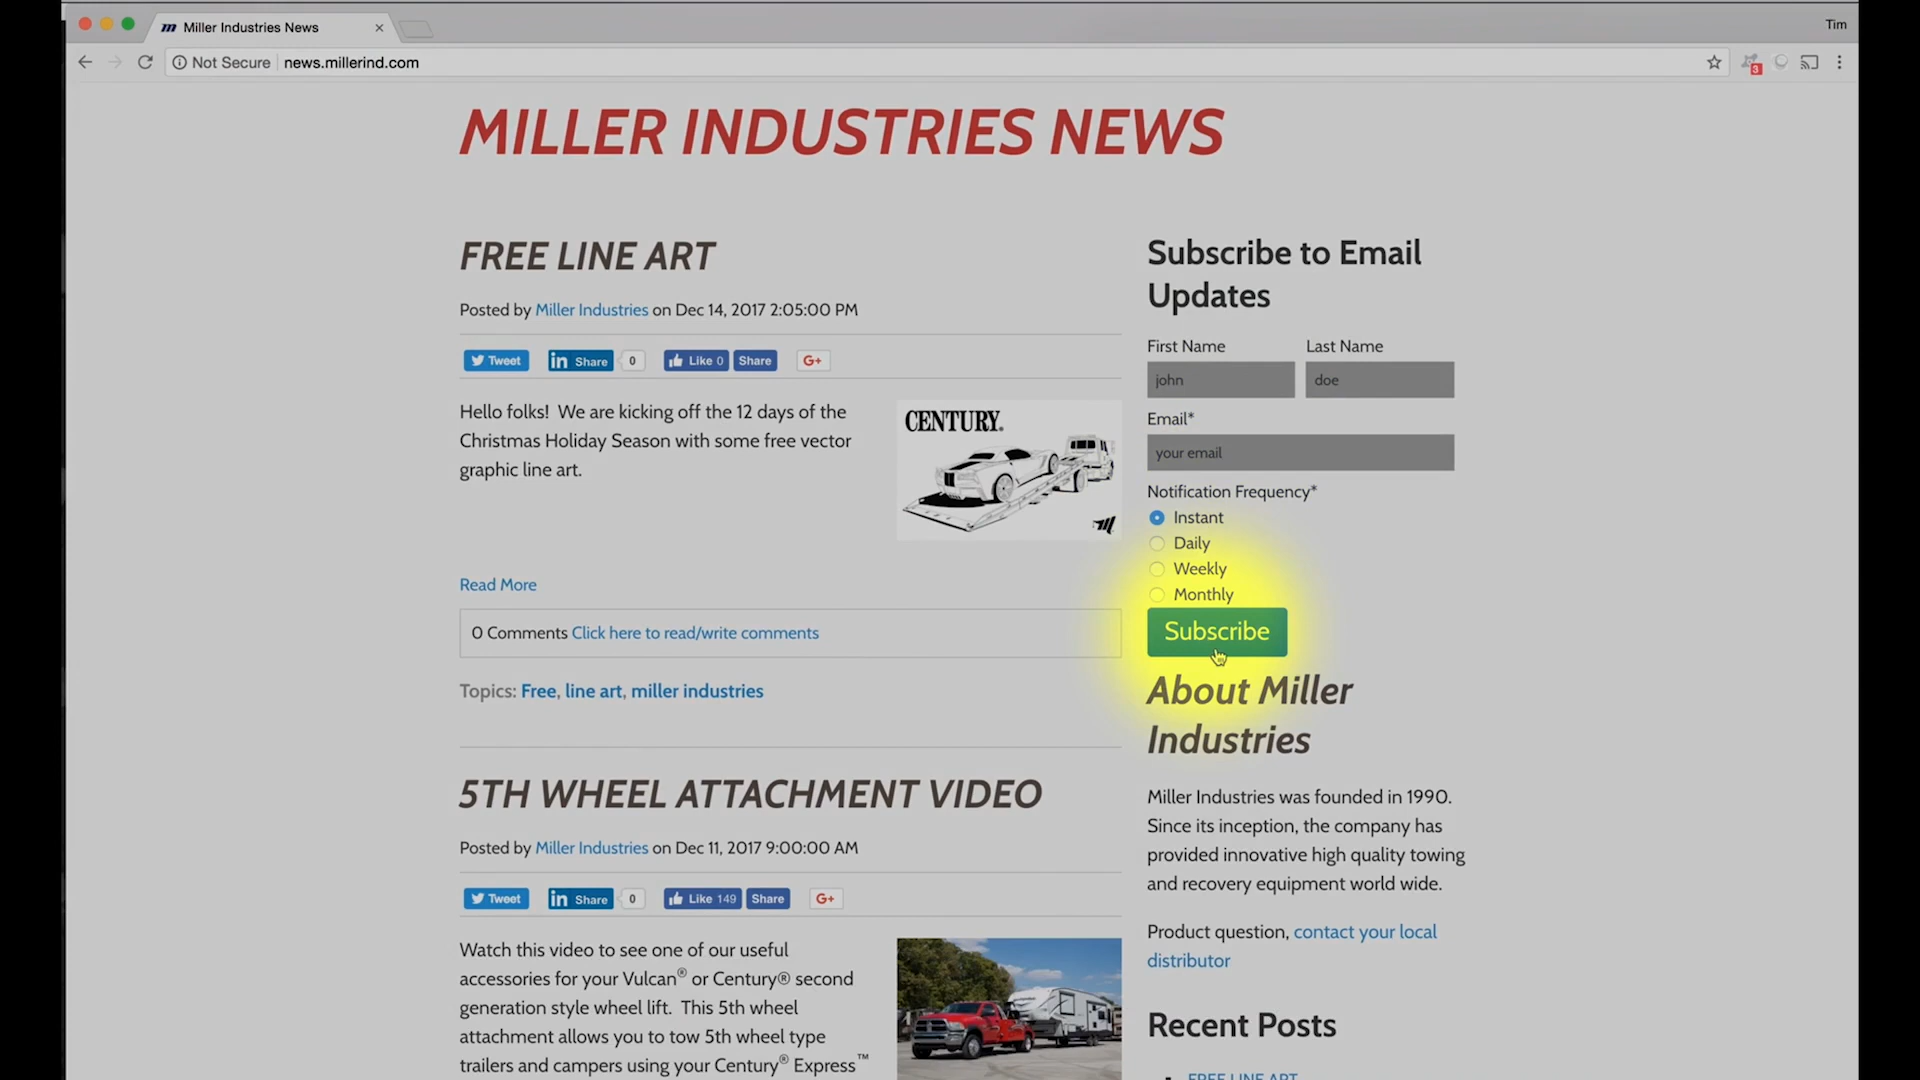 Miller Industries News
Tim
Not Secure
news.millerind.com
3
MILLER INDUSTRIES NEWS
FREE LINE ART
Posted by Miller Industries on Dec 14, 2017 2:05:00 PM
Tweet
in Share 0
Like 0 Share
G+
Hello folks! We are kicking off the 12 days of the
Christmas Holiday Season with some free vector
graphic line art.
CENTURY®
Read More
0 Comments Click here to read/write comments
Topics: Free, line art, miller industries
5TH WHEEL ATTACHMENT VIDEO
Posted by Miller Industries on Dec 11, 2017 9:00:00 AM
Tweet
in Share 0
Like 149 Share
G+
Watch this video to see one of our useful
accessories for your Vulcan® or Century® second
generation style wheel lift. This 5th wheel
attachment allows you to tow 5th wheel type
trailers and campers using your Century® Express™
Subscribe to Email
Updates
First Name
Last Name
john
doe
Email*
your email
Notification Frequency*
Instant
Daily
Weekly
Monthly
Subscribe
About Miller
Industries
Miller Industries was founded in 1990.
Since its inception, the company has
provided innovative high quality towing
and recovery equipment world wide.
Product question, contact your local
distributor
Recent Posts
FREE LINE ART